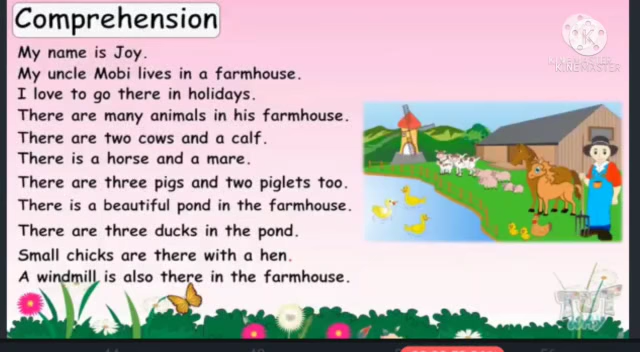 Comprehension
My name is Joy.
My uncle Mobi lives in a farmhouse.
I love to go there in holidays.
There are many animals in his farmhouse.
There are two cows and a calf.
There is a horse and a mare.
There are three pigs and two piglets too.
There is a beautiful pond in the farmhouse.
There are three ducks in the pond.
Small chicks are there with a hen.
A windmill is also there in the farmhouse.
KINEMASTER
KINEMASTER